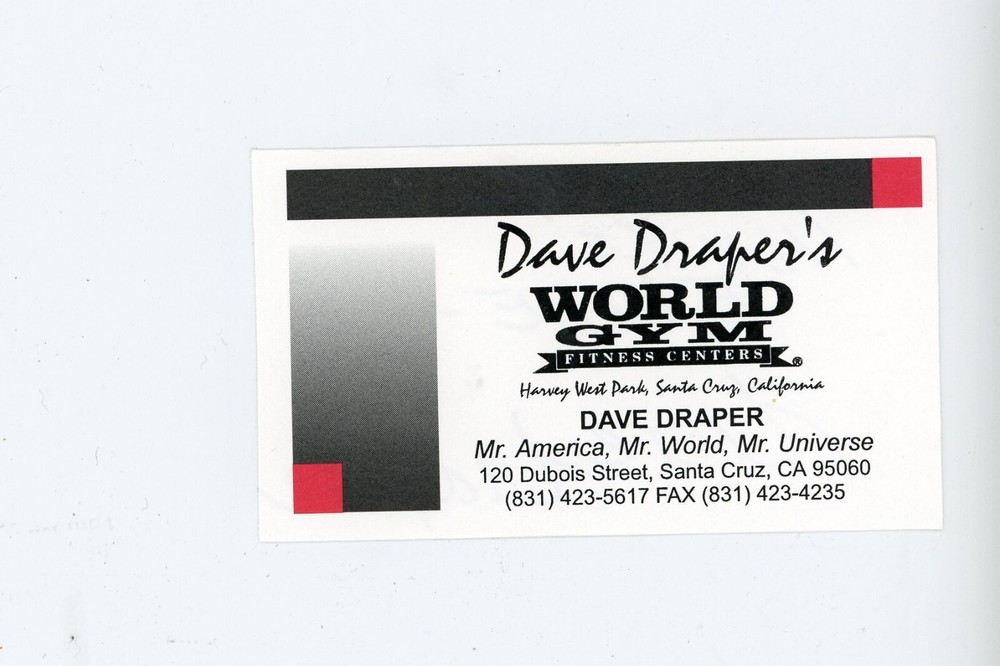 Dave Draper's
WORLD
GYM
FITNESS CENTERS®
Harvey West Park, Santa Cruz, California
DAVE DRAPER
Mr. America, Mr. World, Mr. Universe
120 Dubois Street, Santa Cruz, CA 95060
(831) 423-5617 FAX (831) 423-4235